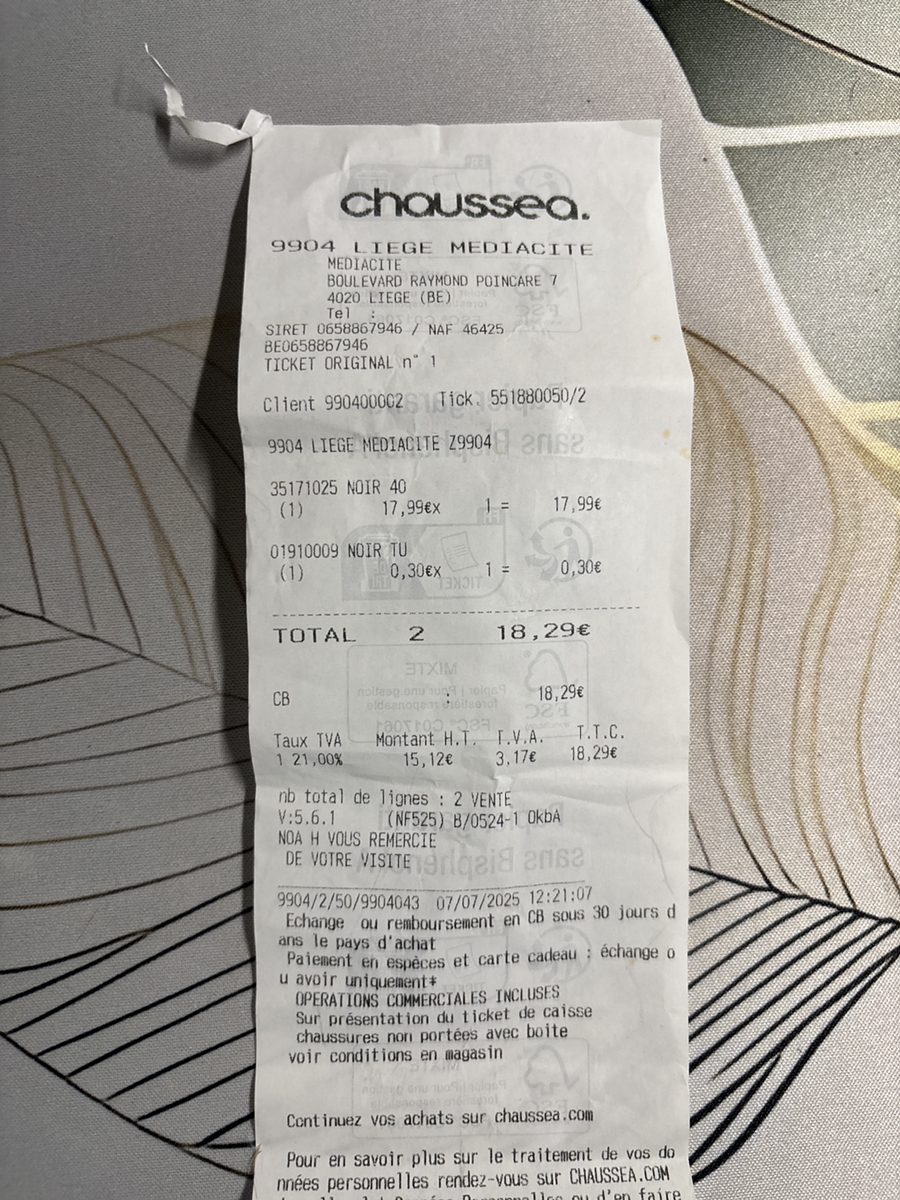 chaussea.
9904 LIEGE MEDIACITE
MEDIACITE
BOULEVARD RAYMOND POINCARE 7
4020 LIEGE (BE)
Tel :
SIRET 0658867946 / NAF 46425
BE0658867946
TICKET ORIGINAL n° 1
Client 9904000C2 Tick. 551880050/2
9904 LIEGE MEDIACITE Z9904
35171025 NOIR 40
(1) 17,99€x 1 = 17,99€
01910009 NOIR TU
(1) 0,30€x 1 = 0,30€
TOTAL 2 18,29€
CB : 18,29€
Taux TVA Montant H.T. T.V.A. T.T.C.
1 21,00% 15,12€ 3,17€ 18,29€
nb total de lignes : 2 VENTE
V:5.6.1 (NF525) B/0524-1 OkbA
NOA H VOUS REMERCIE
DE VOTRE VISITE
9904/2/50/9904043 07/07/2025 12:21:07
Echange ou remboursement en CB sous 30 jours d
ans le pays d'achat
Paiement en espèces et carte cadeau : échange o
u avoir uniquement*
OPERATIONS COMMERCIALES INCLUSES
Sur présentation du ticket de caisse
chaussures non portées avec boite
voir conditions en magasin
Continuez vos achats sur chaussea.com
Pour en savoir plus sur le traitement de vos do
nnées personnelles rendez-vous sur CHAUSSEA.COM
ou d'en faire